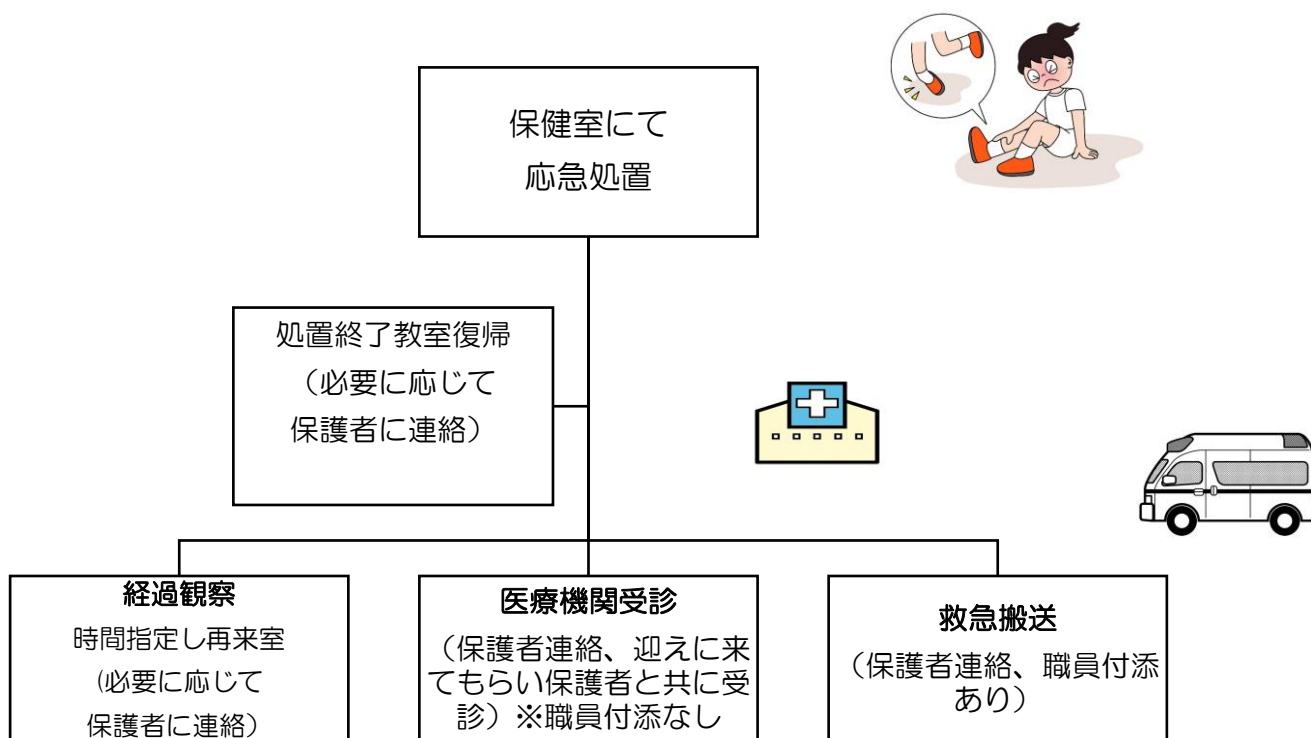 保健室にて
応急処置
処置終了教室復帰
（必要に応じて
保護者に連絡）
経過観察
時間指定し再来室
（必要に応じて
保護者に連絡）
医療機関受診
（保護者連絡、迎えに来
てもらい保護者と共に受
診）※職員付添なし
救急搬送
（保護者連絡、職員付添
あり）